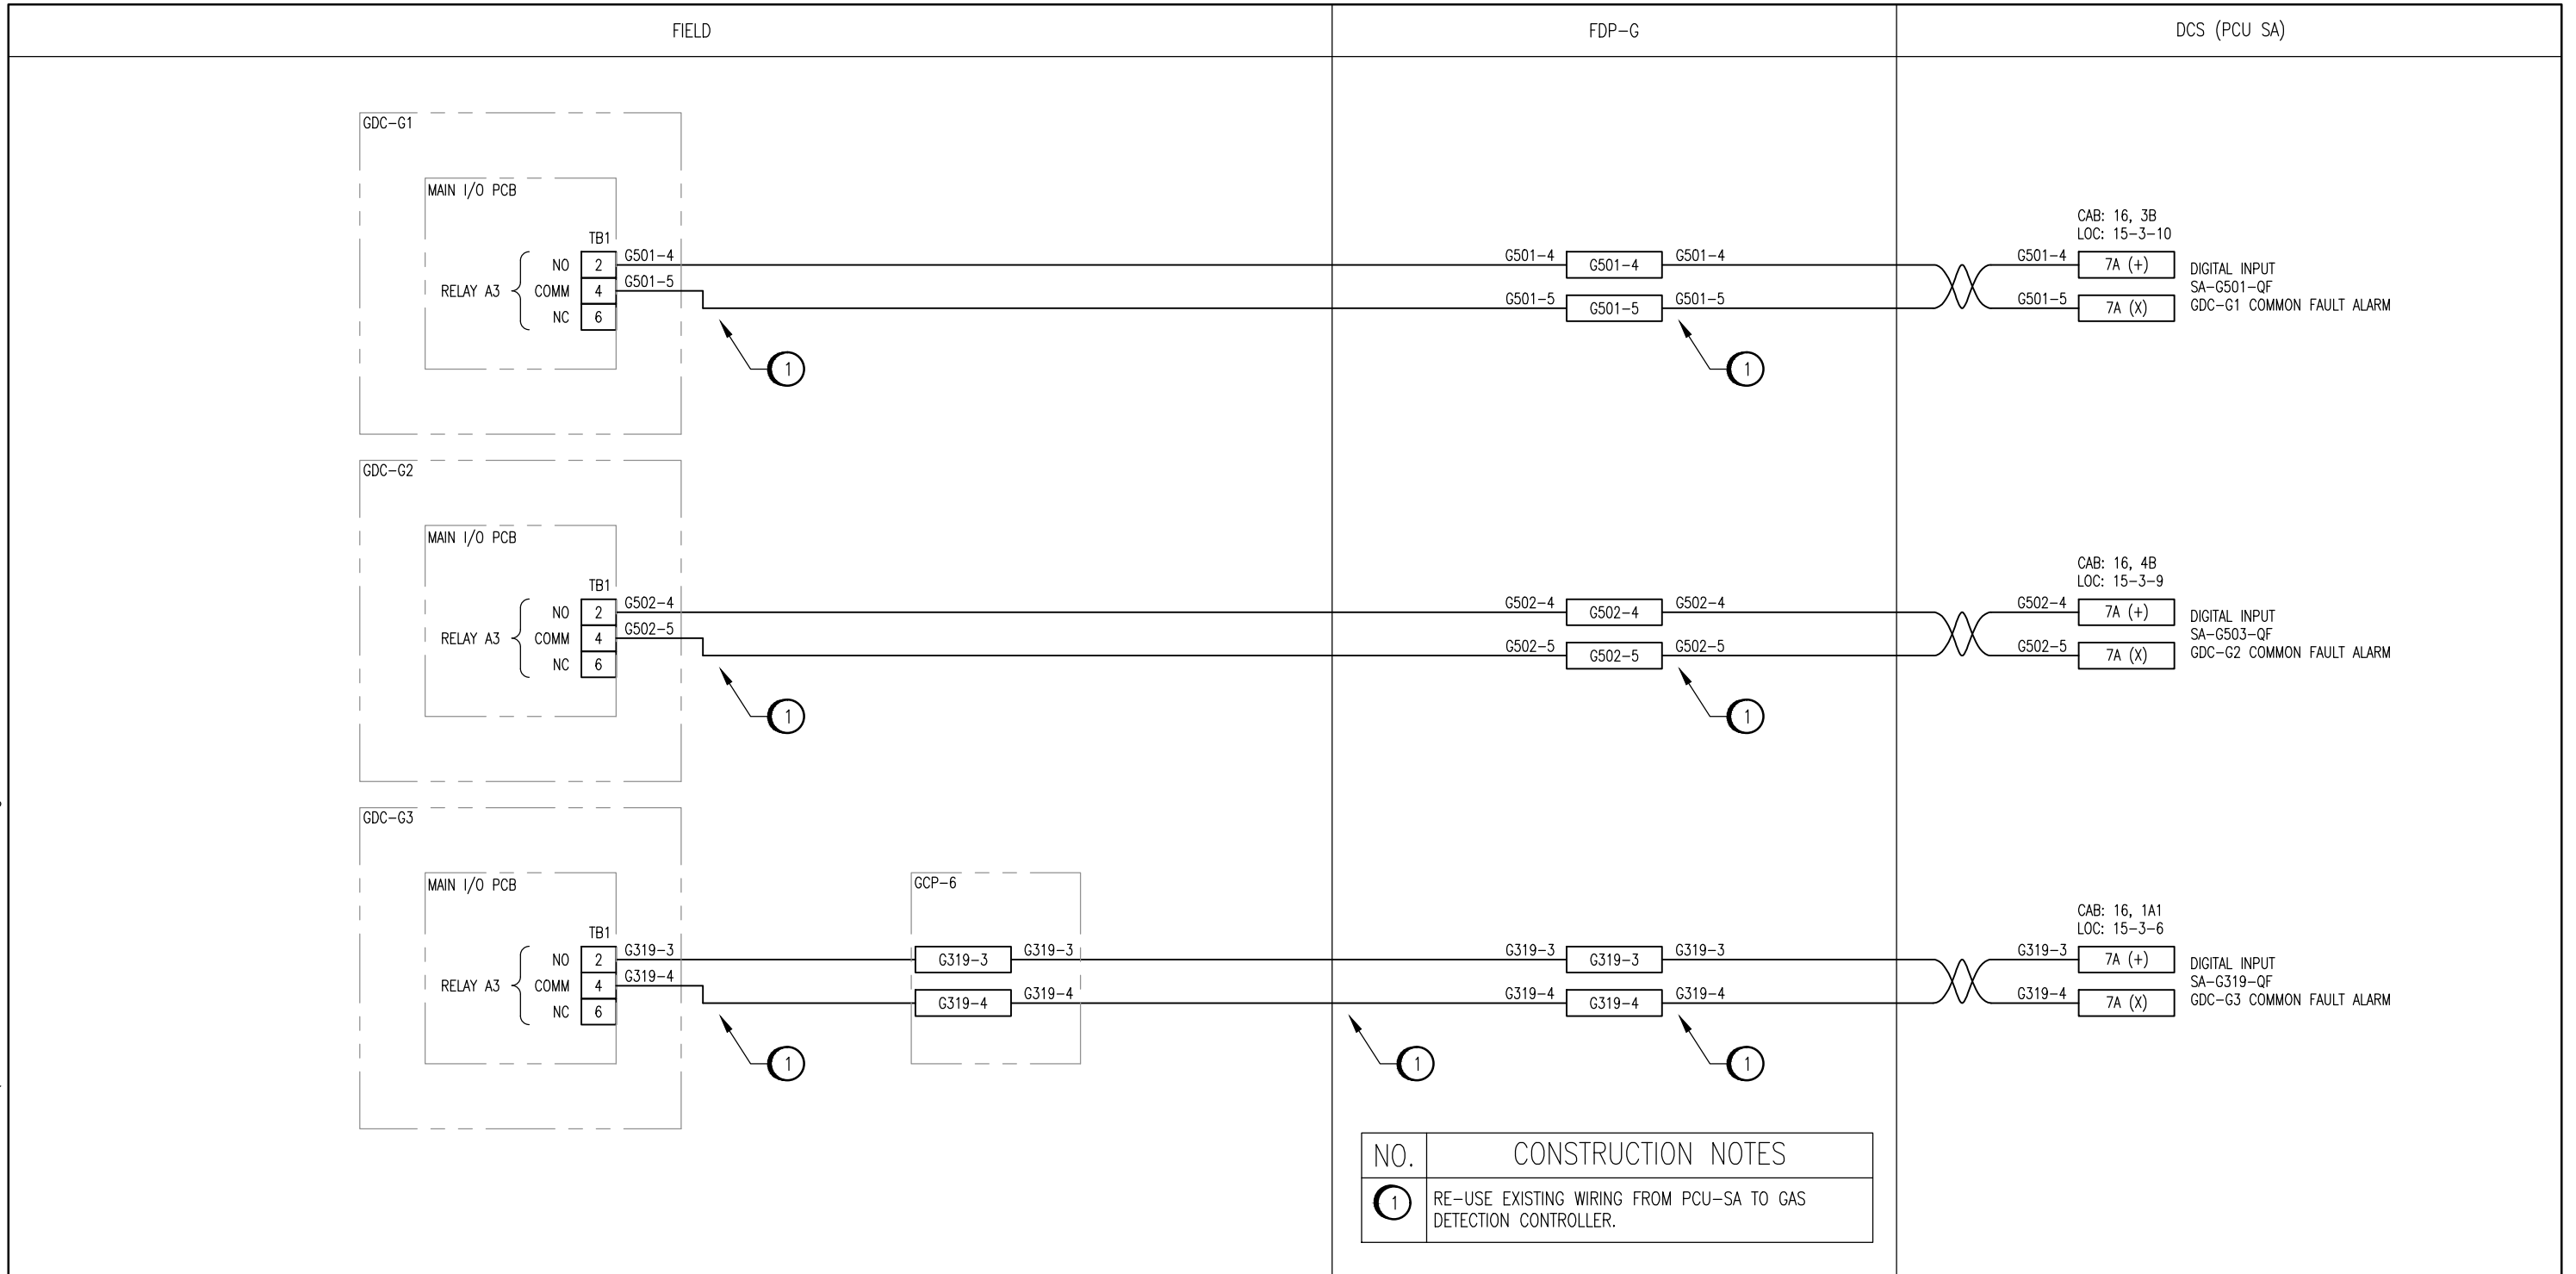 FIELD
FDP-G
DCS (PCU SA)
GDC-G1
MAIN I/O PCB
TB1
RELAY A3
NO 2 G501-4
COMM 4 G501-5
NC 6
1
G501-4 G501-4 G501-4
G501-5 G501-5 G501-5
1
CAB: 16, 3B
LOC: 15-3-10
G501-4 7A (+)
G501-5 7A (X)
DIGITAL INPUT
SA-G501-QF
GDC-G1 COMMON FAULT ALARM
GDC-G2
MAIN I/O PCB
TB1
RELAY A3
NO 2 G502-4
COMM 4 G502-5
NC 6
1
G502-4 G502-4 G502-4
G502-5 G502-5 G502-5
1
CAB: 16, 4B
LOC: 15-3-9
G502-4 7A (+)
G502-5 7A (X)
DIGITAL INPUT
SA-G503-QF
GDC-G2 COMMON FAULT ALARM
GDC-G3
MAIN I/O PCB
TB1
RELAY A3
NO 2 G319-3
COMM 4 G319-4
NC 6
1
GCP-6
G319-3 G319-3
G319-4 G319-4
1
G319-3 G319-3 G319-3
G319-4 G319-4 G319-4
1
CAB: 16, 1A1
LOC: 15-3-6
G319-3 7A (+)
G319-4 7A (X)
DIGITAL INPUT
SA-G319-QF
GDC-G3 COMMON FAULT ALARM
NO. CONSTRUCTION NOTES
1 RE-USE EXISTING WIRING FROM PCU-SA TO GAS
DETECTION CONTROLLER.